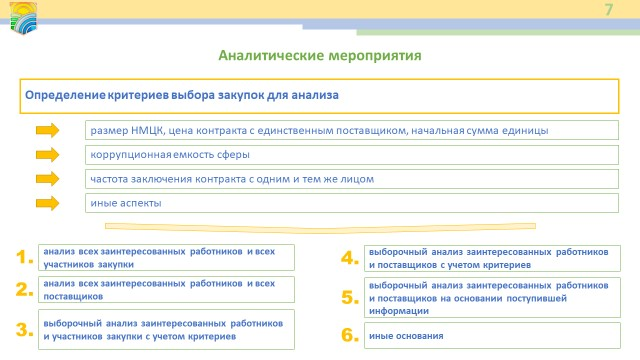 7
Аналитические мероприятия
Определение критериев выбора закупок для анализа
размер НМЦК, цена контракта с единственным поставщиком, начальная сумма единицы
коррупционная емкость сферы
частота заключения контракта с одним и тем же лицом
иные аспекты
1.
анализ всех заинтересованных работников и всех
участников закупки
2.
анализ всех заинтересованных работников и всех
поставщиков
3.
выборочный анализ заинтересованных работников
и участников закупки с учетом критериев
4.
выборочный анализ заинтересованных работников
и поставщиков с учетом критериев
5.
выборочный анализ заинтересованных работников
и поставщиков на основании поступившей
информации
6.
иные основания